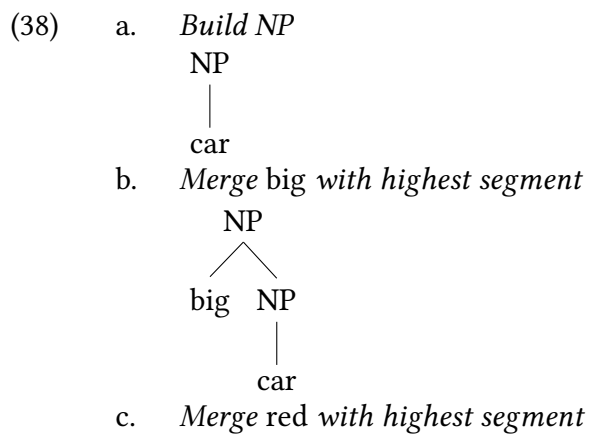 (38) a. Build NP
NP
car
b. Merge big with highest segment
NP
big NP
car
c. Merge red with highest segment